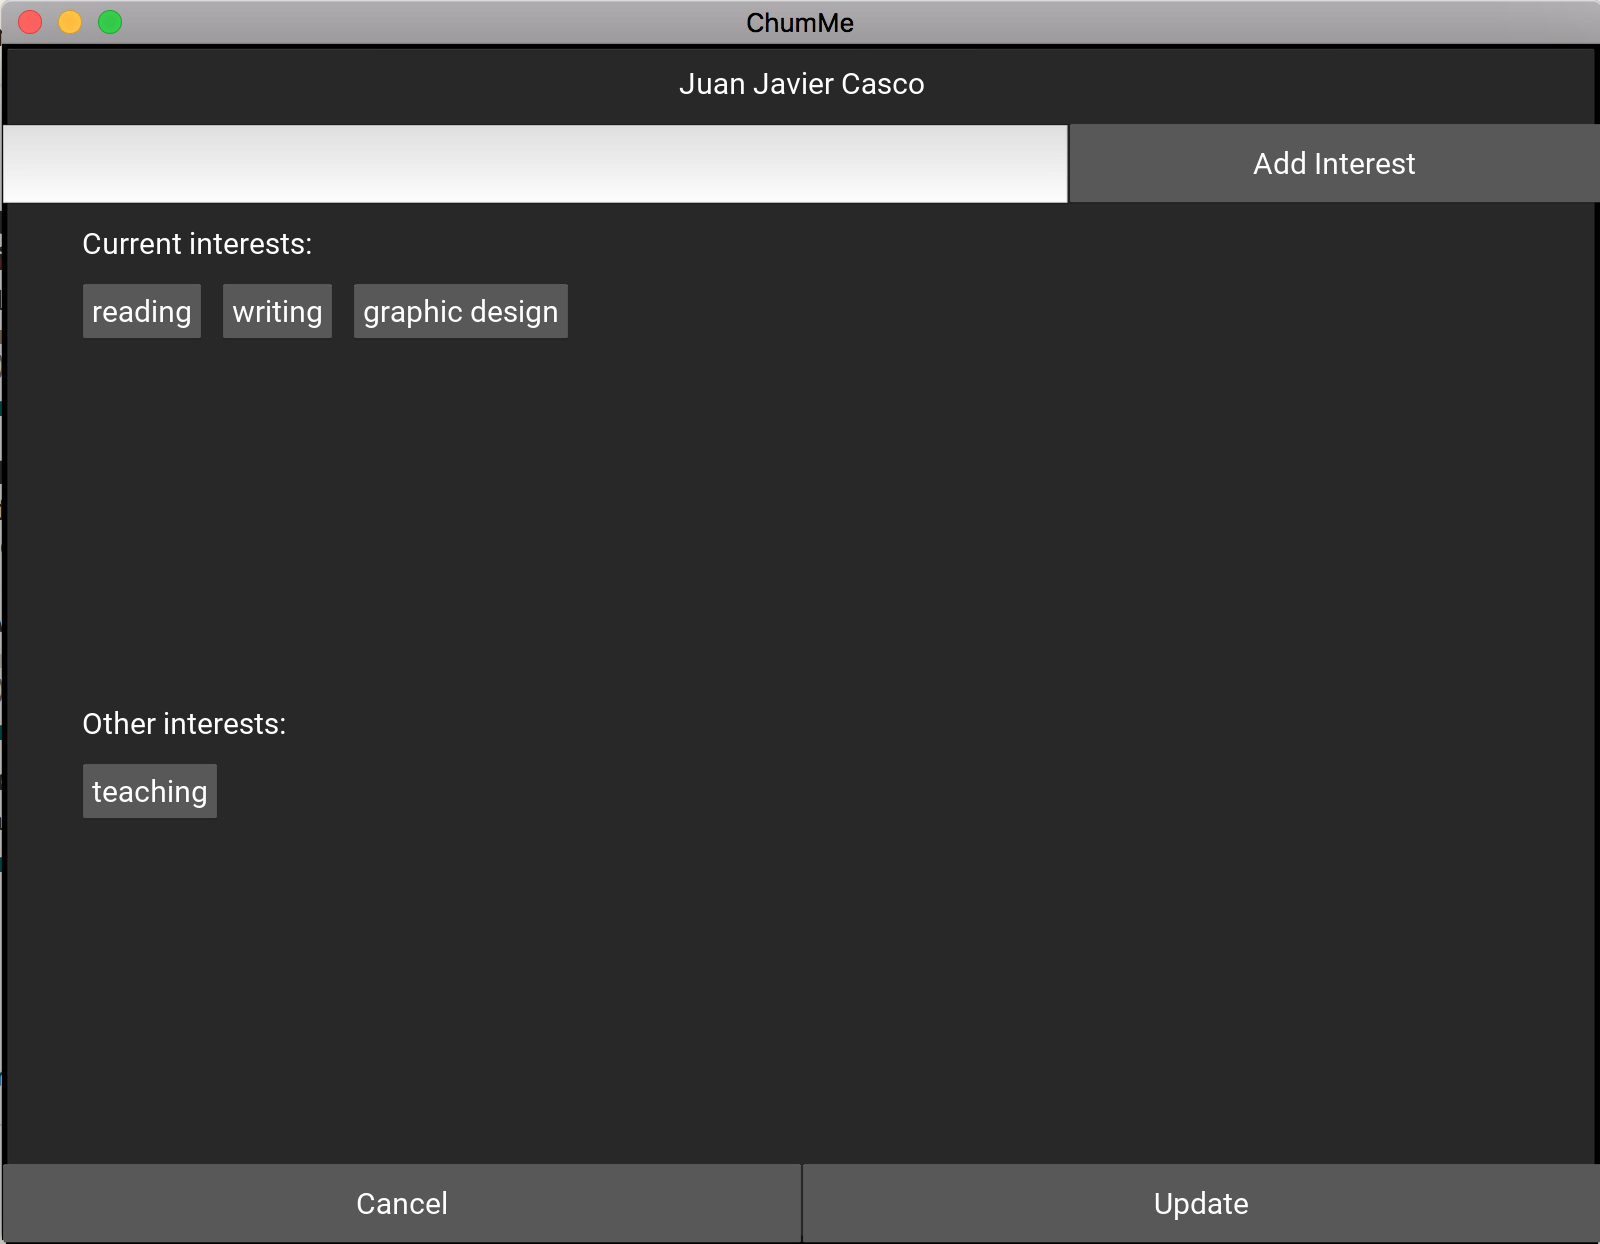 ChumMe
Juan Javier Casco
Add Interest
Current interests:
reading writing graphic design
Other interests:
teaching
Cancel Update